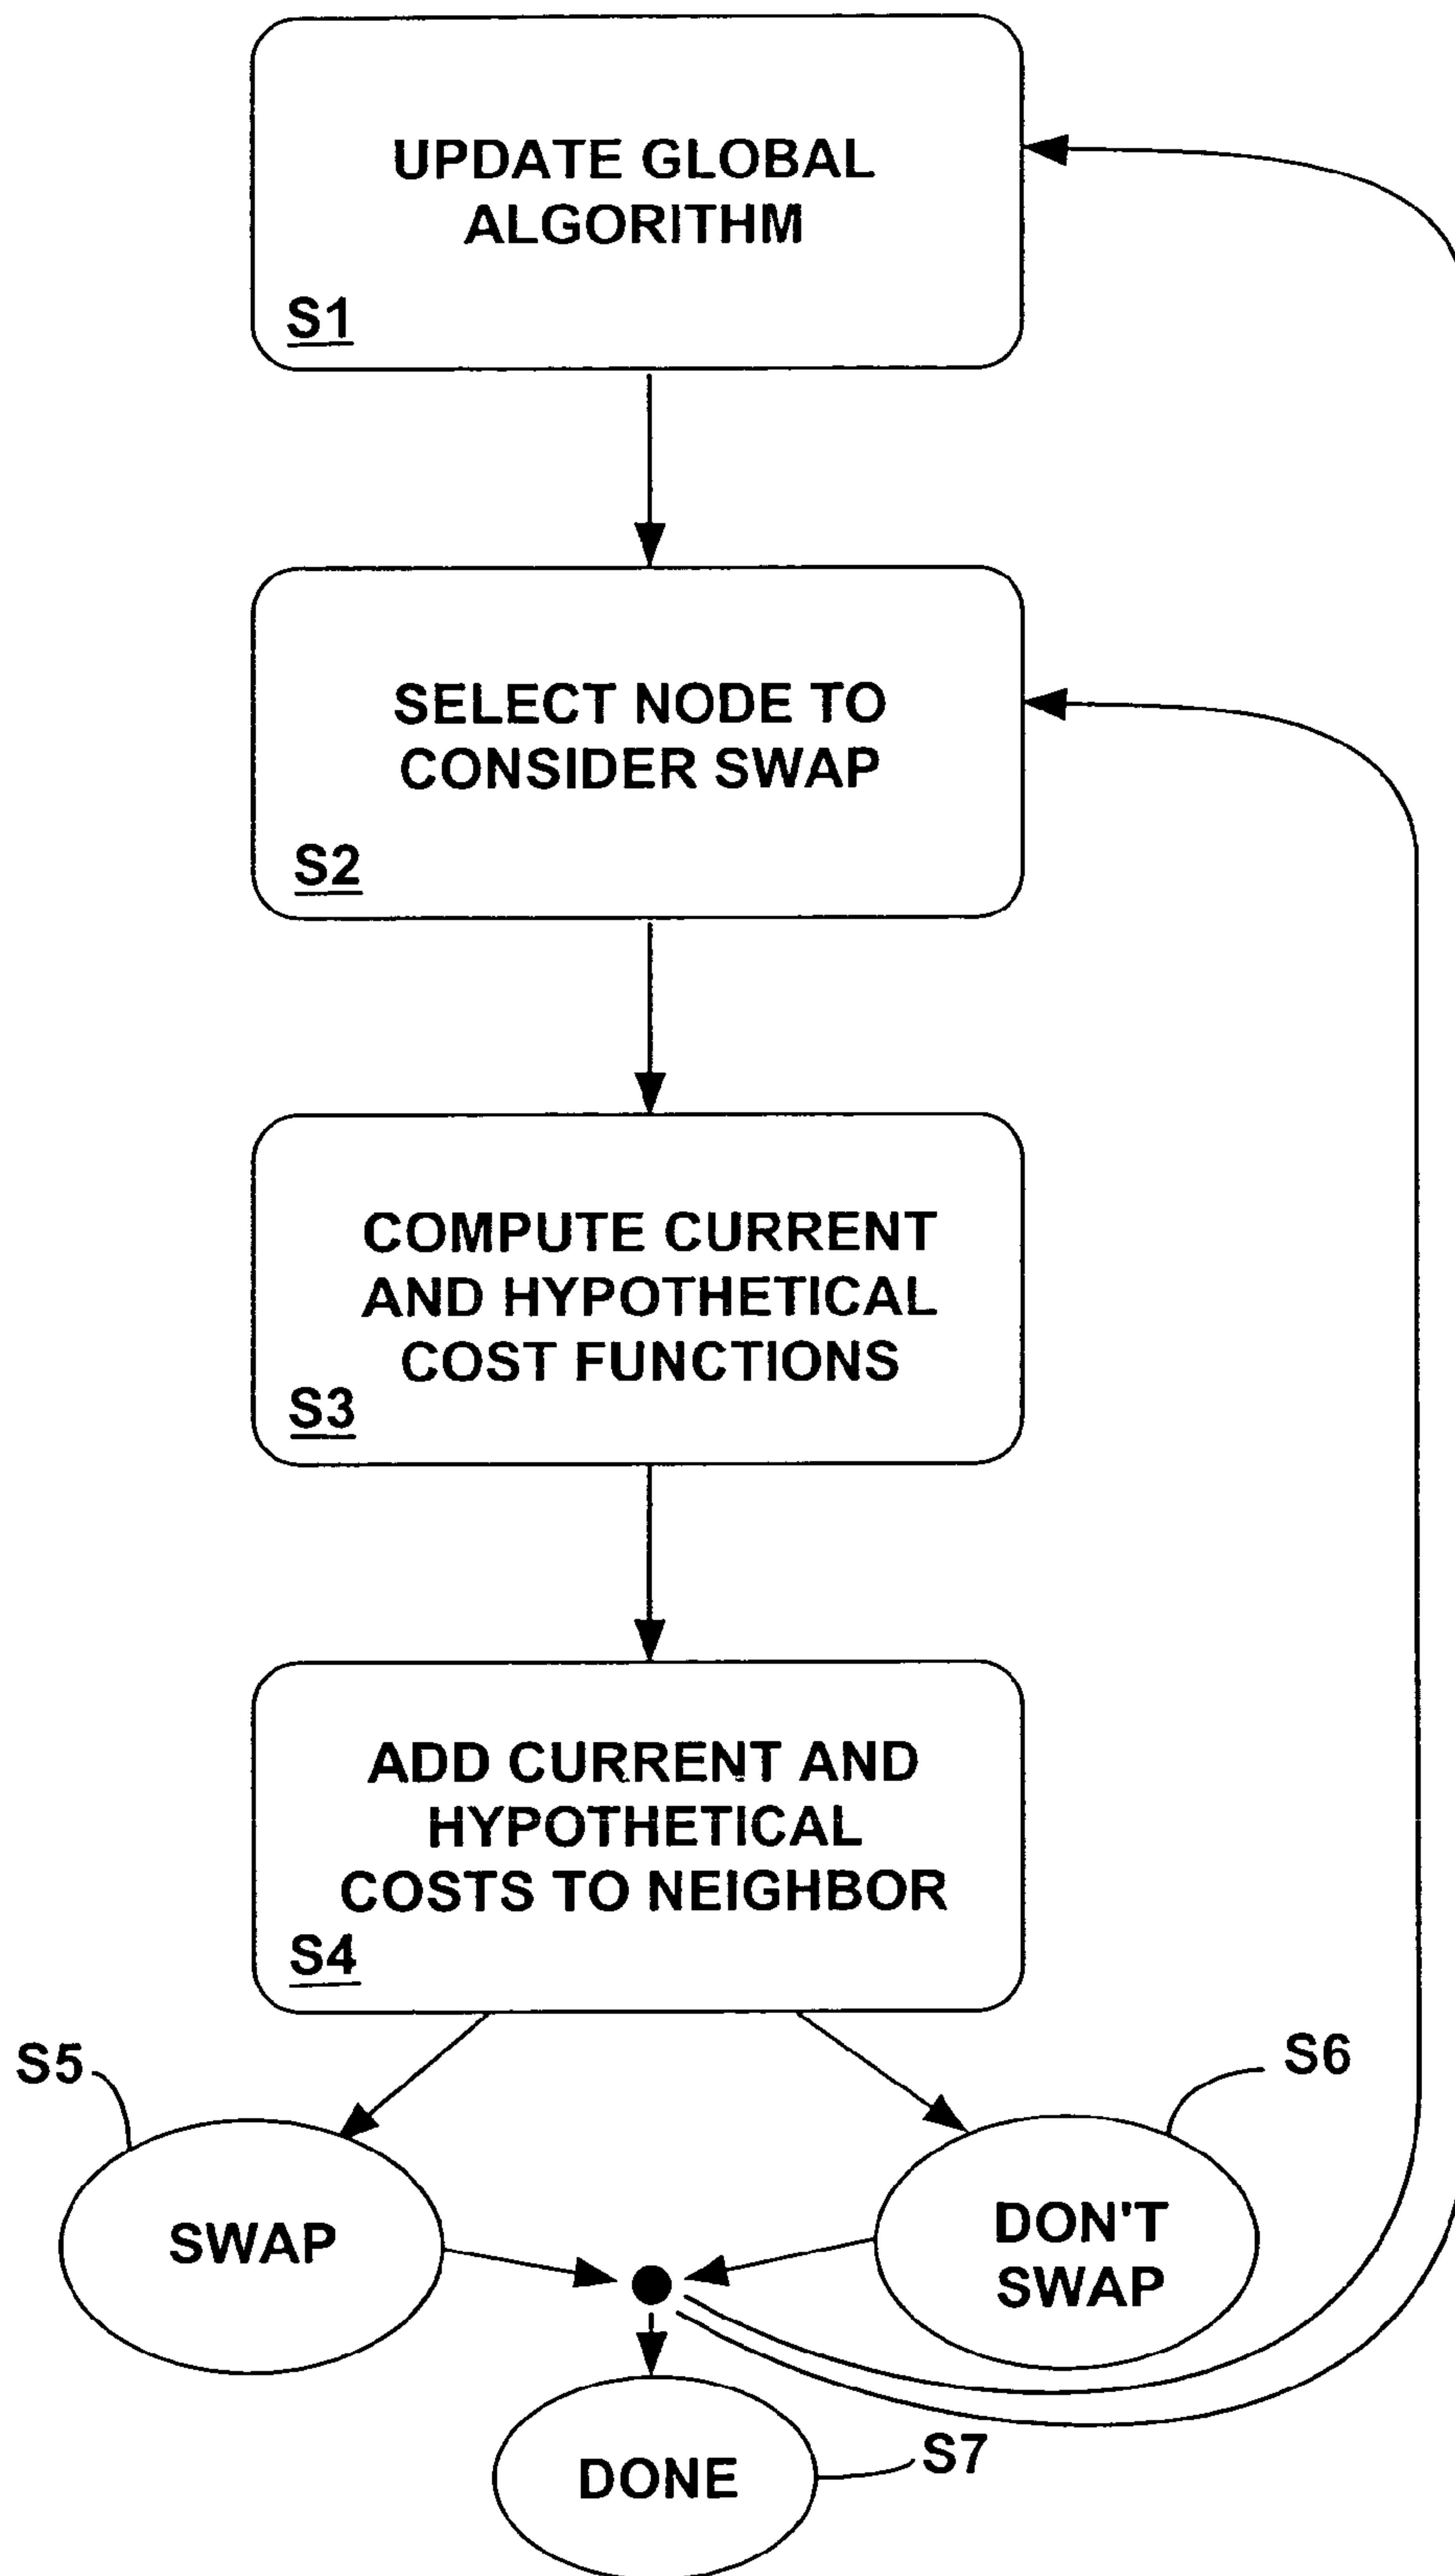 UPDATE GLOBAL
ALGORITHM
S1
SELECT NODE TO
CONSIDER SWAP
S2
COMPUTE CURRENT
AND HYPOTHETICAL
COST FUNCTIONS
S3
ADD CURRENT AND
HYPOTHETICAL
COSTS TO NEIGHBOR
S4
S5
S6
SWAP
DON'T
SWAP
S7
DONE